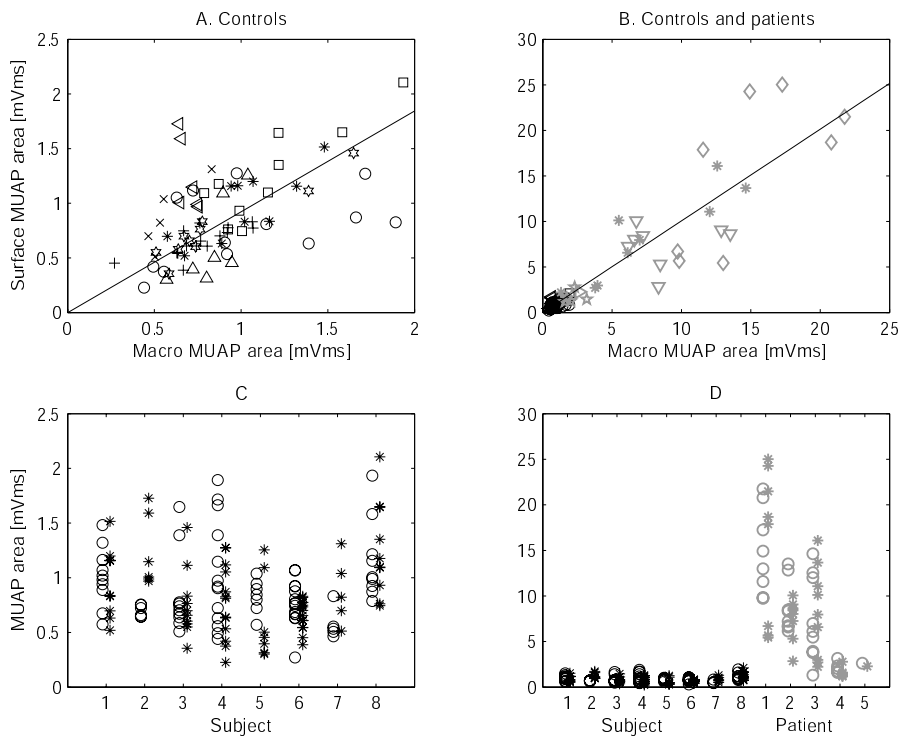 A. Controls
2.5
2
1.5
1
0.5
0
Surface MUAP area [mVms]
0 0.5 1 1.5 2
Macro MUAP area [mVms]
B. Controls and patients
30
25
20
15
10
5
0
0 5 10 15 20 25
Macro MUAP area [mVms]
C
2.5
2
1.5
1
0.5
0
MUAP area [mVms]
1 2 3 4 5 6 7 8
Subject
D
30
25
20
15
10
5
0
1 2 3 4 5 6 7 8 1 2 3 4 5
Subject Patient